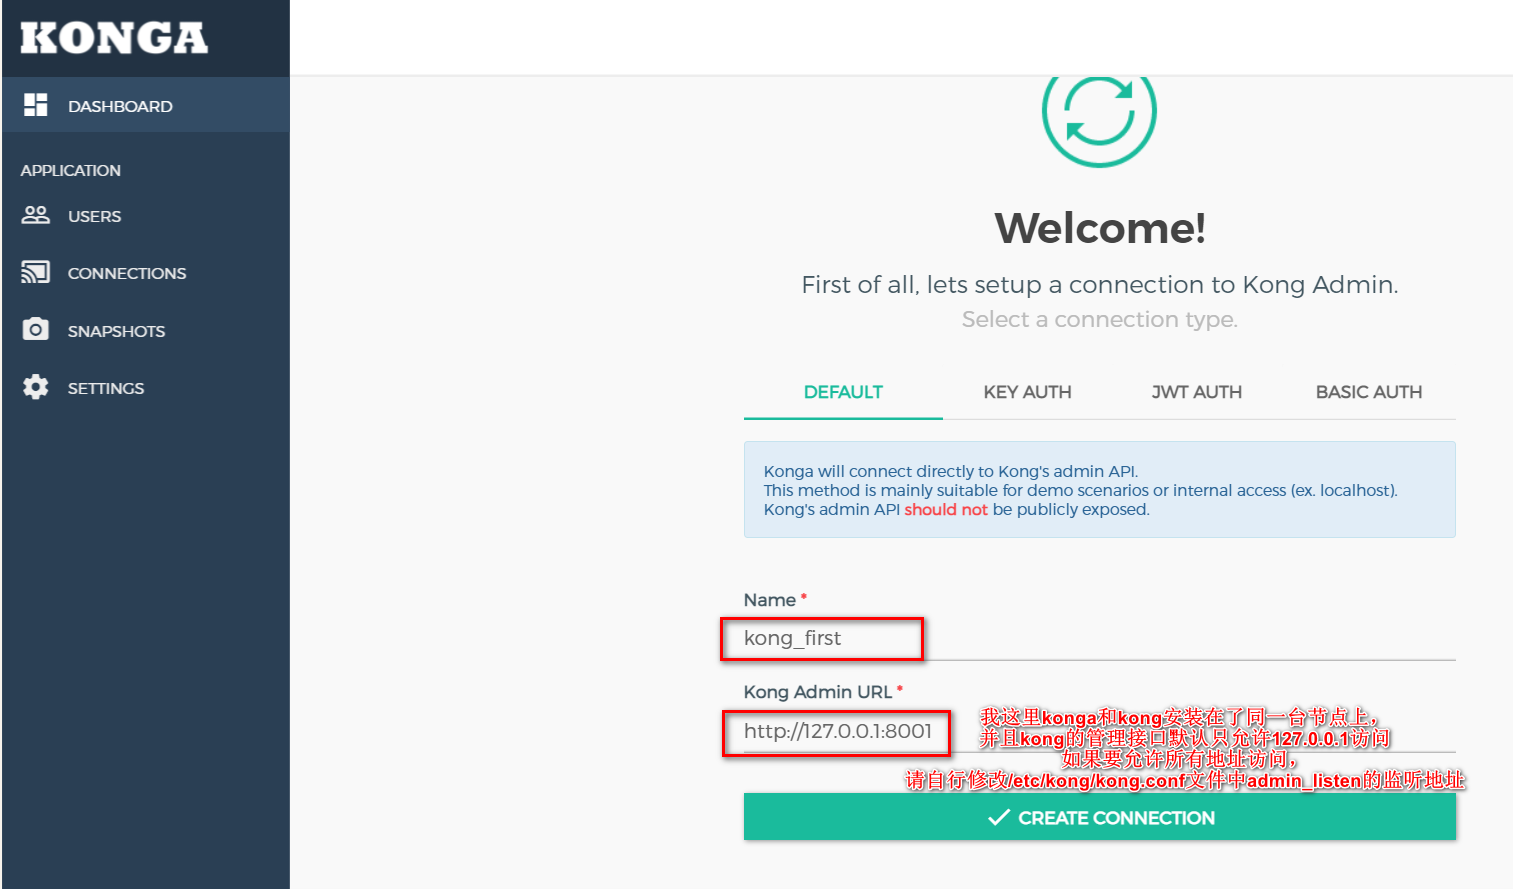 KONGA
DASHBOARD
APPLICATION
USERS
CONNECTIONS
SNAPSHOTS
SETTINGS
Welcome!
First of all, lets setup a connection to Kong Admin.
Select a connection type.
DEFAULT KEY AUTH JWT AUTH BASIC AUTH
Konga will connect directly to Kong's admin API.
This method is mainly suitable for demo scenarios or internal access (ex. localhost).
Kong's admin API should not be publicly exposed.
Name *
kong_first
Kong Admin URL *
http://127.0.0.1:8001
我这里konga和kong安装在了同一台节点上，
并且kong的管理接口默认只允许127.0.0.1访问
如果要允许所有地址访问，
请自行修改/etc/kong/kong.conf文件中admin_listen的监听地址
CREATE CONNECTION